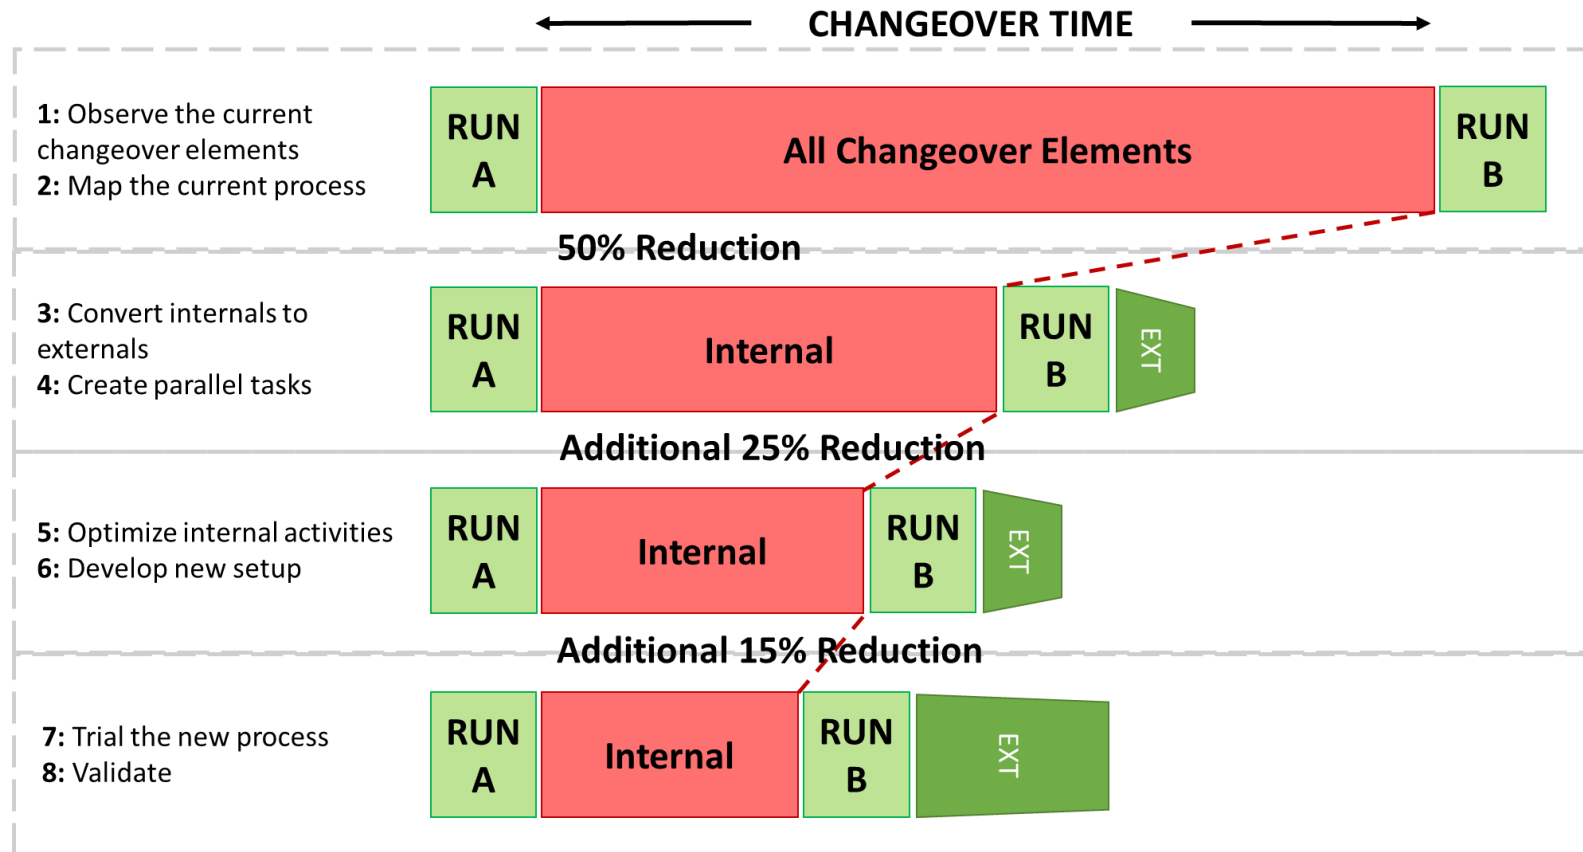 CHANGEOVER TIME
1: Observe the current
changeover elements
2: Map the current process
RUN
A
All Changeover Elements
RUN
B
50% Reduction
3: Convert internals to
externals
4: Create parallel tasks
RUN
A
Internal
RUN
B
EXT
Additional 25% Reduction
5: Optimize internal activities
6: Develop new setup
RUN
A
Internal
RUN
B
EXT
Additional 15% Reduction
7: Trial the new process
8: Validate
RUN
A
Internal
RUN
B
EXT